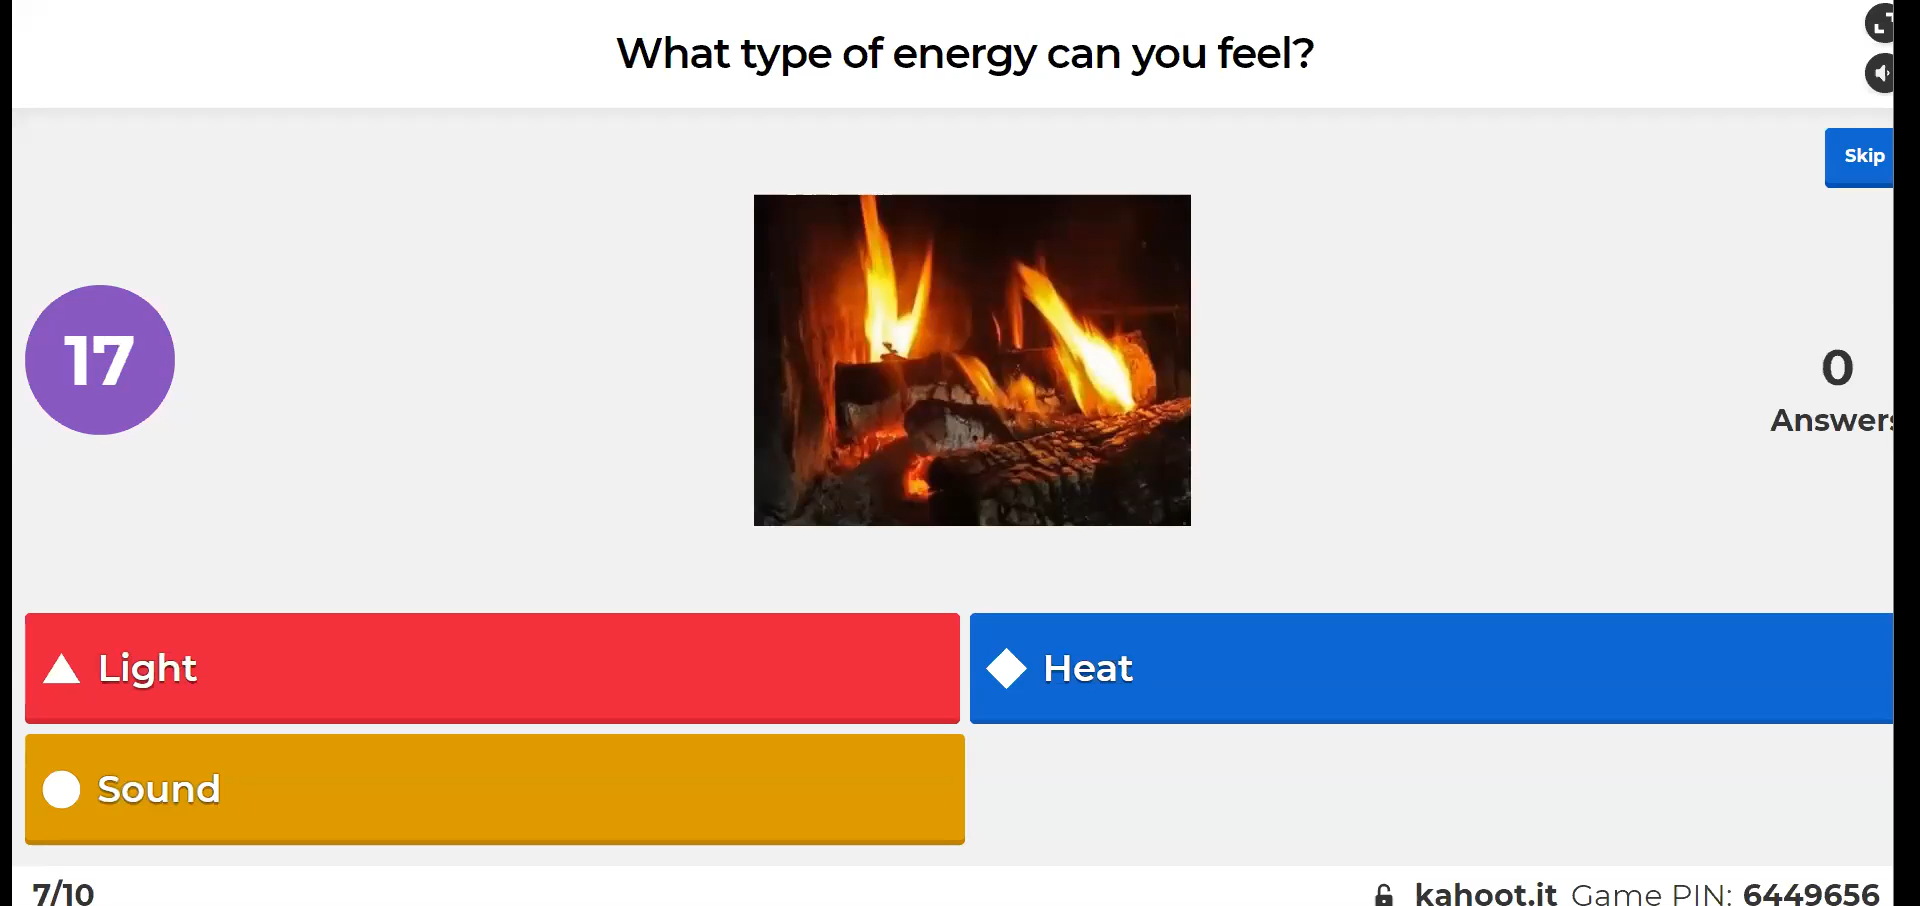 What type of energy can you feel?
Skip
17
0
Answers
Light
Heat
Sound
7/10
kahoot.it Game PIN: 6449656